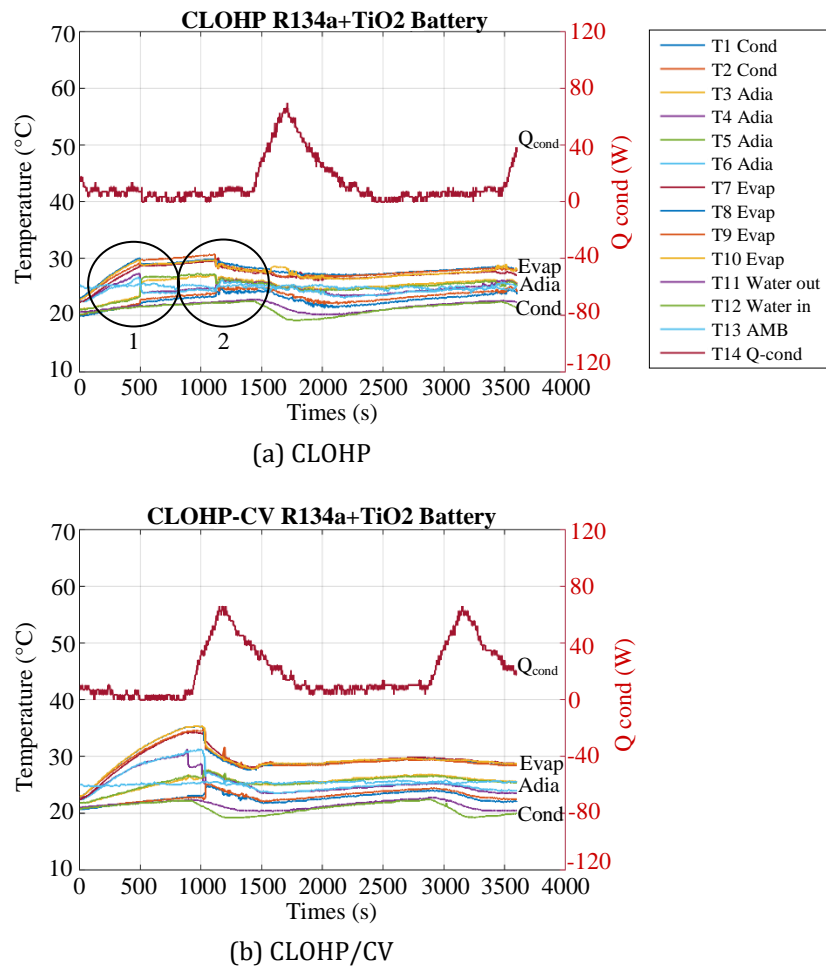 CLOHP R134a+TiO2 Battery
70
60
50
40
30
20
10
Temperature (°C)
120
80
40
0
-40
-80
-120
Q cond (W)
Qcond
Evap
Adia
Cond
1
2
0 500 1000 1500 2000 2500 3000 3500 4000
Times (s)
T1 Cond
T2 Cond
T3 Adia
T4 Adia
T5 Adia
T6 Adia
T7 Evap
T8 Evap
T9 Evap
T10 Evap
T11 Water out
T12 Water in
T13 AMB
T14 Q-cond
(a) CLOHP
CLOHP-CV R134a+TiO2 Battery
70
60
50
40
30
20
10
Temperature (°C)
120
80
40
0
-40
-80
-120
Q cond (W)
Qcond
Evap
Adia
Cond
0 500 1000 1500 2000 2500 3000 3500 4000
Times (s)
(b) CLOHP/CV